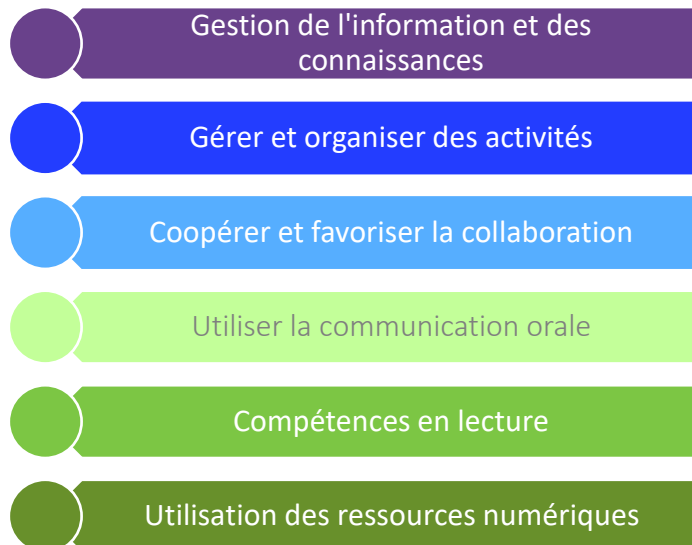 Gestion de l'information et des
connaissances
Gérer et organiser des activités
Coopérer et favoriser la collaboration
Utiliser la communication orale
Compétences en lecture
Utilisation des ressources numériques